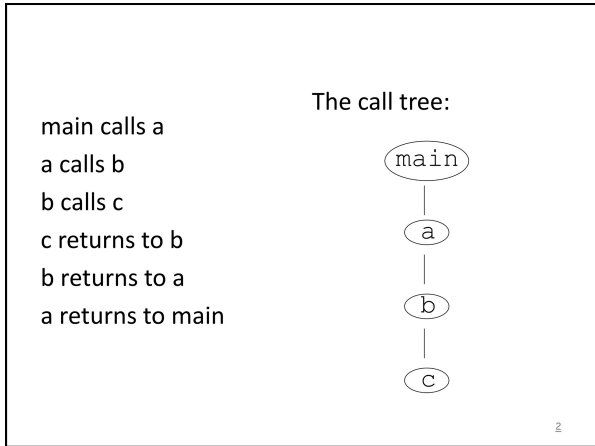 main calls a
a calls b
b calls c
c returns to b
b returns to a
a returns to main
The call tree:
main
a
b
c
2